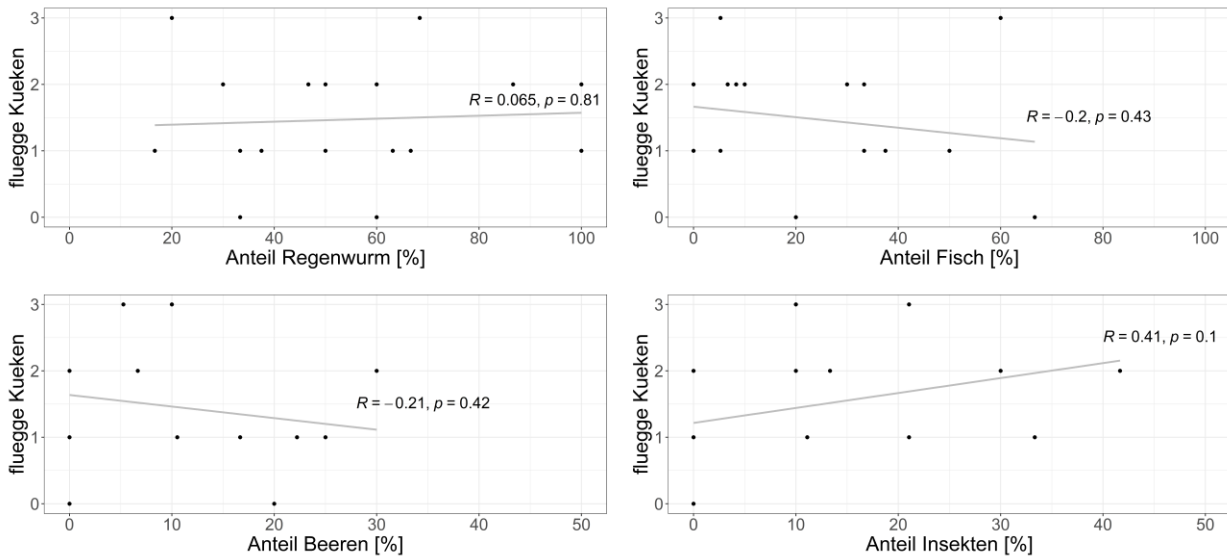 3
2
1
0
fluegge Kueken
R = 0.065, p = 0.81
0 20 40 60 80 100
Anteil Regenwurm [%]
3
2
1
0
fluegge Kueken
R = −0.2, p = 0.43
0 20 40 60 80 100
Anteil Fisch [%]
3
2
1
0
fluegge Kueken
R = −0.21, p = 0.42
0 10 20 30 40 50
Anteil Beeren [%]
3
2
1
0
fluegge Kueken
R = 0.41, p = 0.1
0 10 20 30 40 50
Anteil Insekten [%]